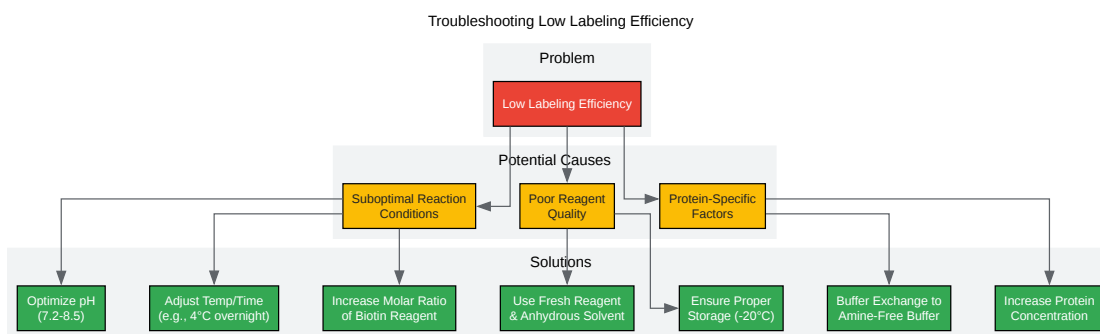 Troubleshooting Low Labeling Efficiency
Problem
Low Labeling Efficiency
Potential Causes
Suboptimal Reaction
Conditions
Poor Reagent
Quality
Protein-Specific
Factors
Solutions
Optimize pH
(7.2-8.5)
Adjust Temp/Time
(e.g., 4°C overnight)
Increase Molar Ratio
of Biotin Reagent
Use Fresh Reagent
& Anhydrous Solvent
Ensure Proper
Storage (-20°C)
Buffer Exchange to
Amine-Free Buffer
Increase Protein
Concentration